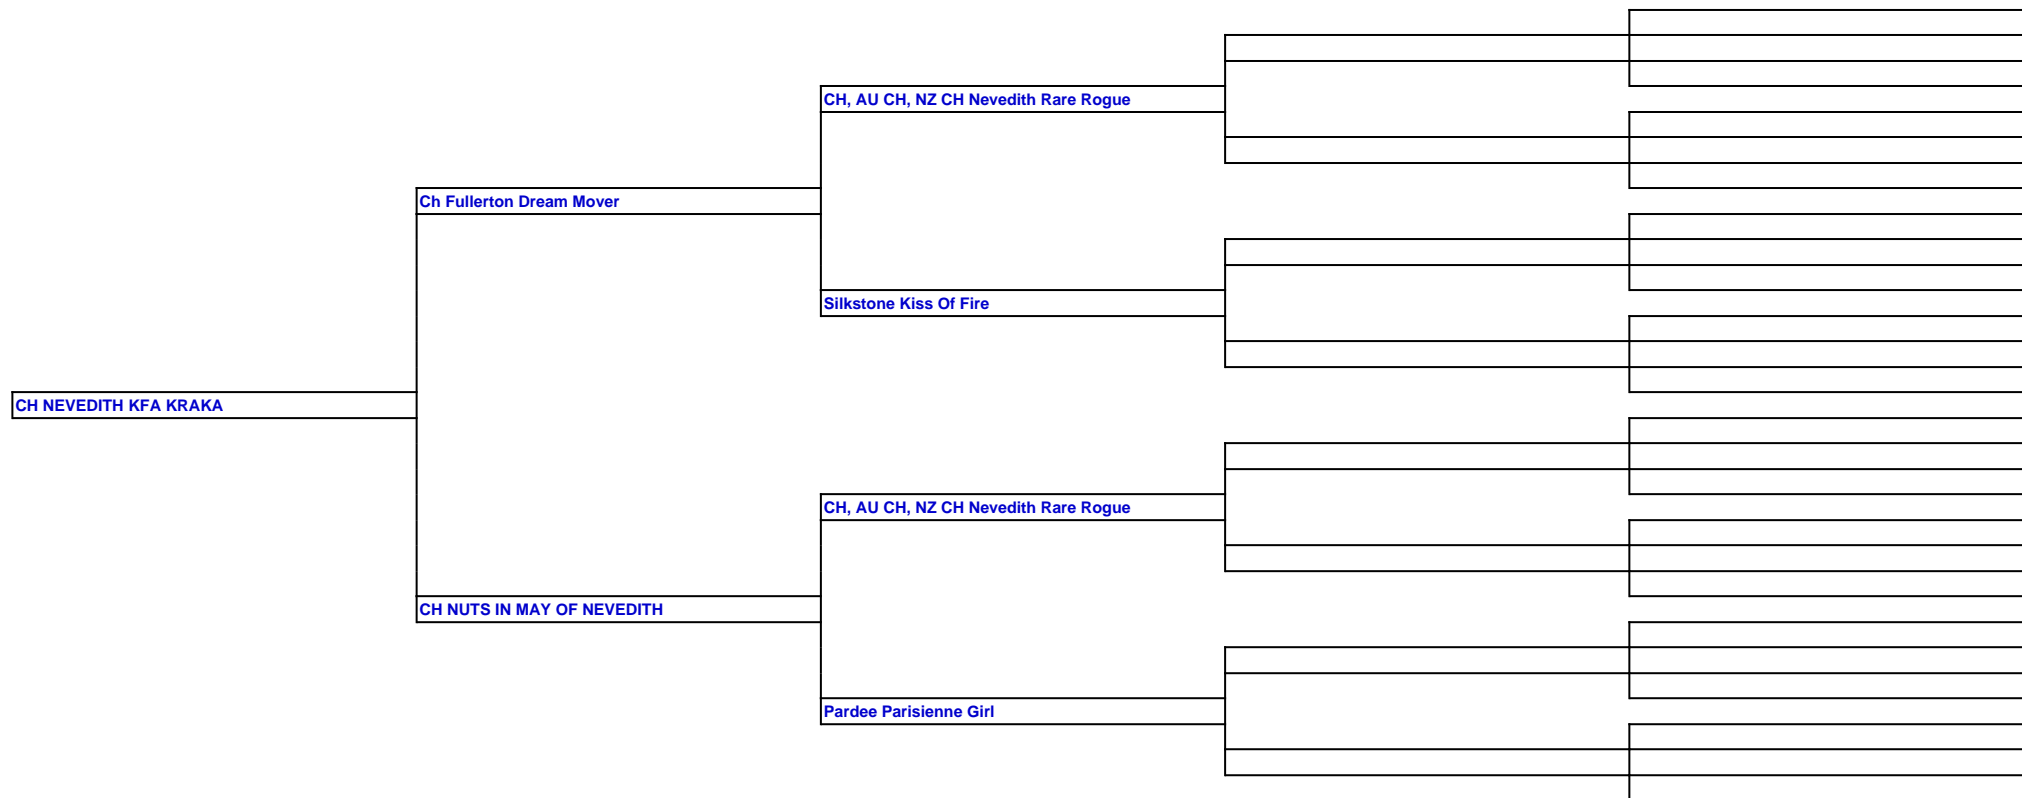 CH, AU CH, NZ CH Nevedith Rare Rogue
Ch Fullerton Dream Mover
Silkstone Kiss Of Fire
CH NEVEDITH KFA KRAKA
CH, AU CH, NZ CH Nevedith Rare Rogue
CH NUTS IN MAY OF NEVEDITH
Pardee Parisienne Girl